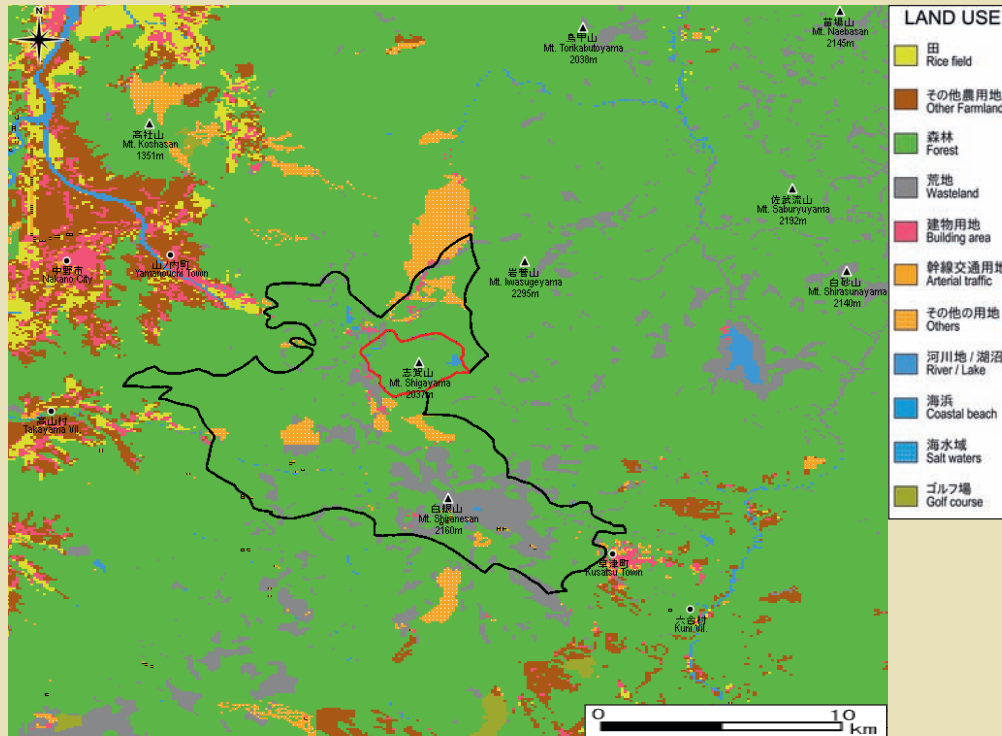 N
鳥甲山
Mt. Torikabutoyama
2038m
苗場山
Mt. Naebasan
2145m
高社山
Mt. Koshasan
1351m
佐武流山
Mt. Saburyuyama
2192m
中野市
Nakano City
山ノ内町
Yamanouchi Town
岩菅山
Mt. Iwasugeyama
2295m
白砂山
Mt. Shirasunayama
2140m
志賀山
Mt. Shigayama
2037m
高山村
Takayama Vil.
白根山
Mt. Shiranesan
2160m
草津町
Kusatsu Town
六合村
Kuni Vil.
0 10
km
LAND USE
田
Rice field
その他農用地
Other Farmland
森林
Forest
荒地
Wasteland
建物用地
Building area
幹線交通用地
Arterial traffic
その他の用地
Others
河川地 / 湖沼
River / Lake
海浜
Coastal beach
海水域
Salt waters
ゴルフ場
Golf course